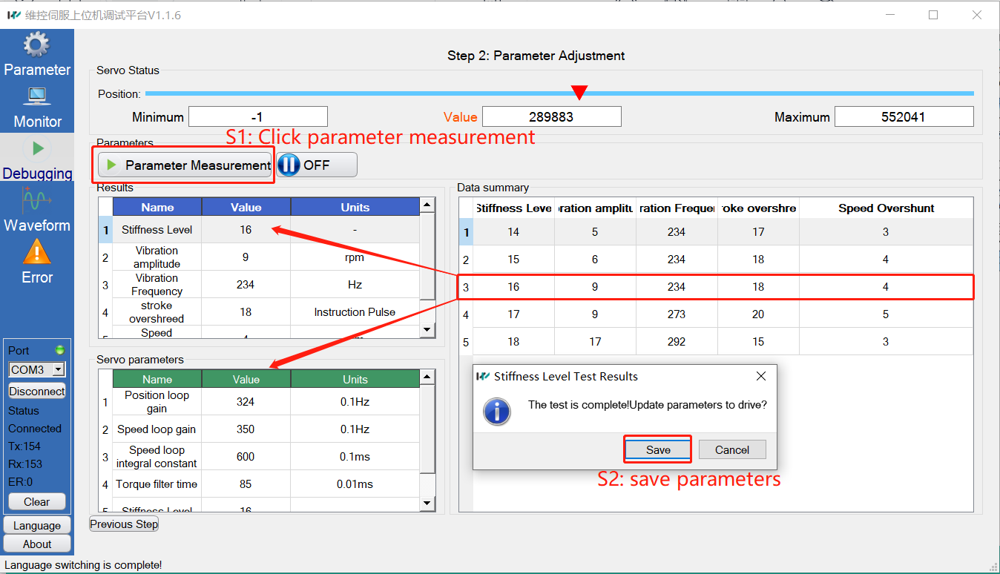 维控伺服上位机调试平台V1.1.6
Parameter
Monitor
Debugging
Waveform
Error
Port
COM3
Disconnect
Status
Connected
Tx:154
Rx:153
ER:0
Clear
Language
About
Step 2: Parameter Adjustment
Servo Status
Position:
Minimum -1 Value 289883 Maximum 552041
S1: Click parameter measurement
Parameters
Parameter Measurement OFF
Results
Name Value Units
1 Stiffness Level 16 -
2 Vibration amplitude 9 rpm
3 Vibration Frequency 234 Hz
4 stroke overshreed 18 Instruction Pulse
Speed
Servo parameters
Name Value Units
1 Position loop gain 324 0.1Hz
2 Speed loop gain 350 0.1Hz
3 Speed loop integral constant 600 0.1ms
4 Torque filter time 85 0.01ms
5 Stiffness Level 16
Previous Step
Data summary
Stiffness Leve ration amplitu ration Freque roke overshre Speed Overshunt
1 14 5 234 17 3
2 15 6 234 18 4
3 16 9 234 18 4
4 17 9 273 20 5
5 18 17 292 15 3
Stiffness Level Test Results
The test is complete!Update parameters to drive?
Save Cancel
S2: save parameters
Language switching is complete!